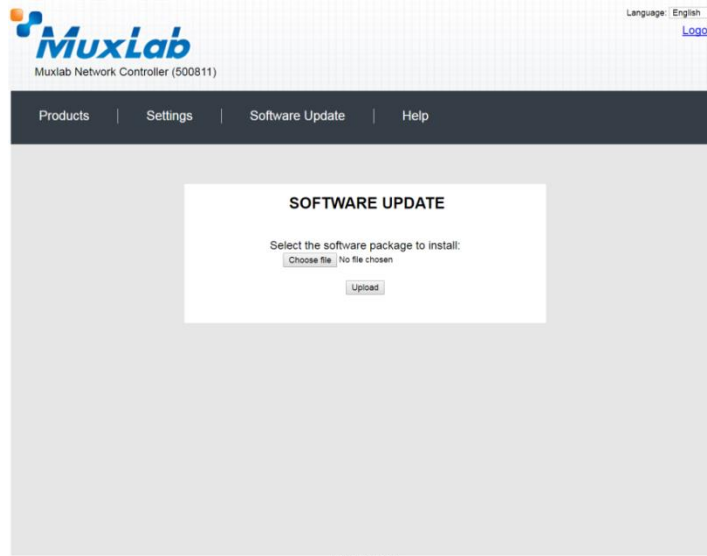 Language: English
Logo
MuxLab
Muxlab Network Controller (500811)
Products | Settings | Software Update | Help
SOFTWARE UPDATE
Select the software package to install:
Choose file No file chosen
Upload